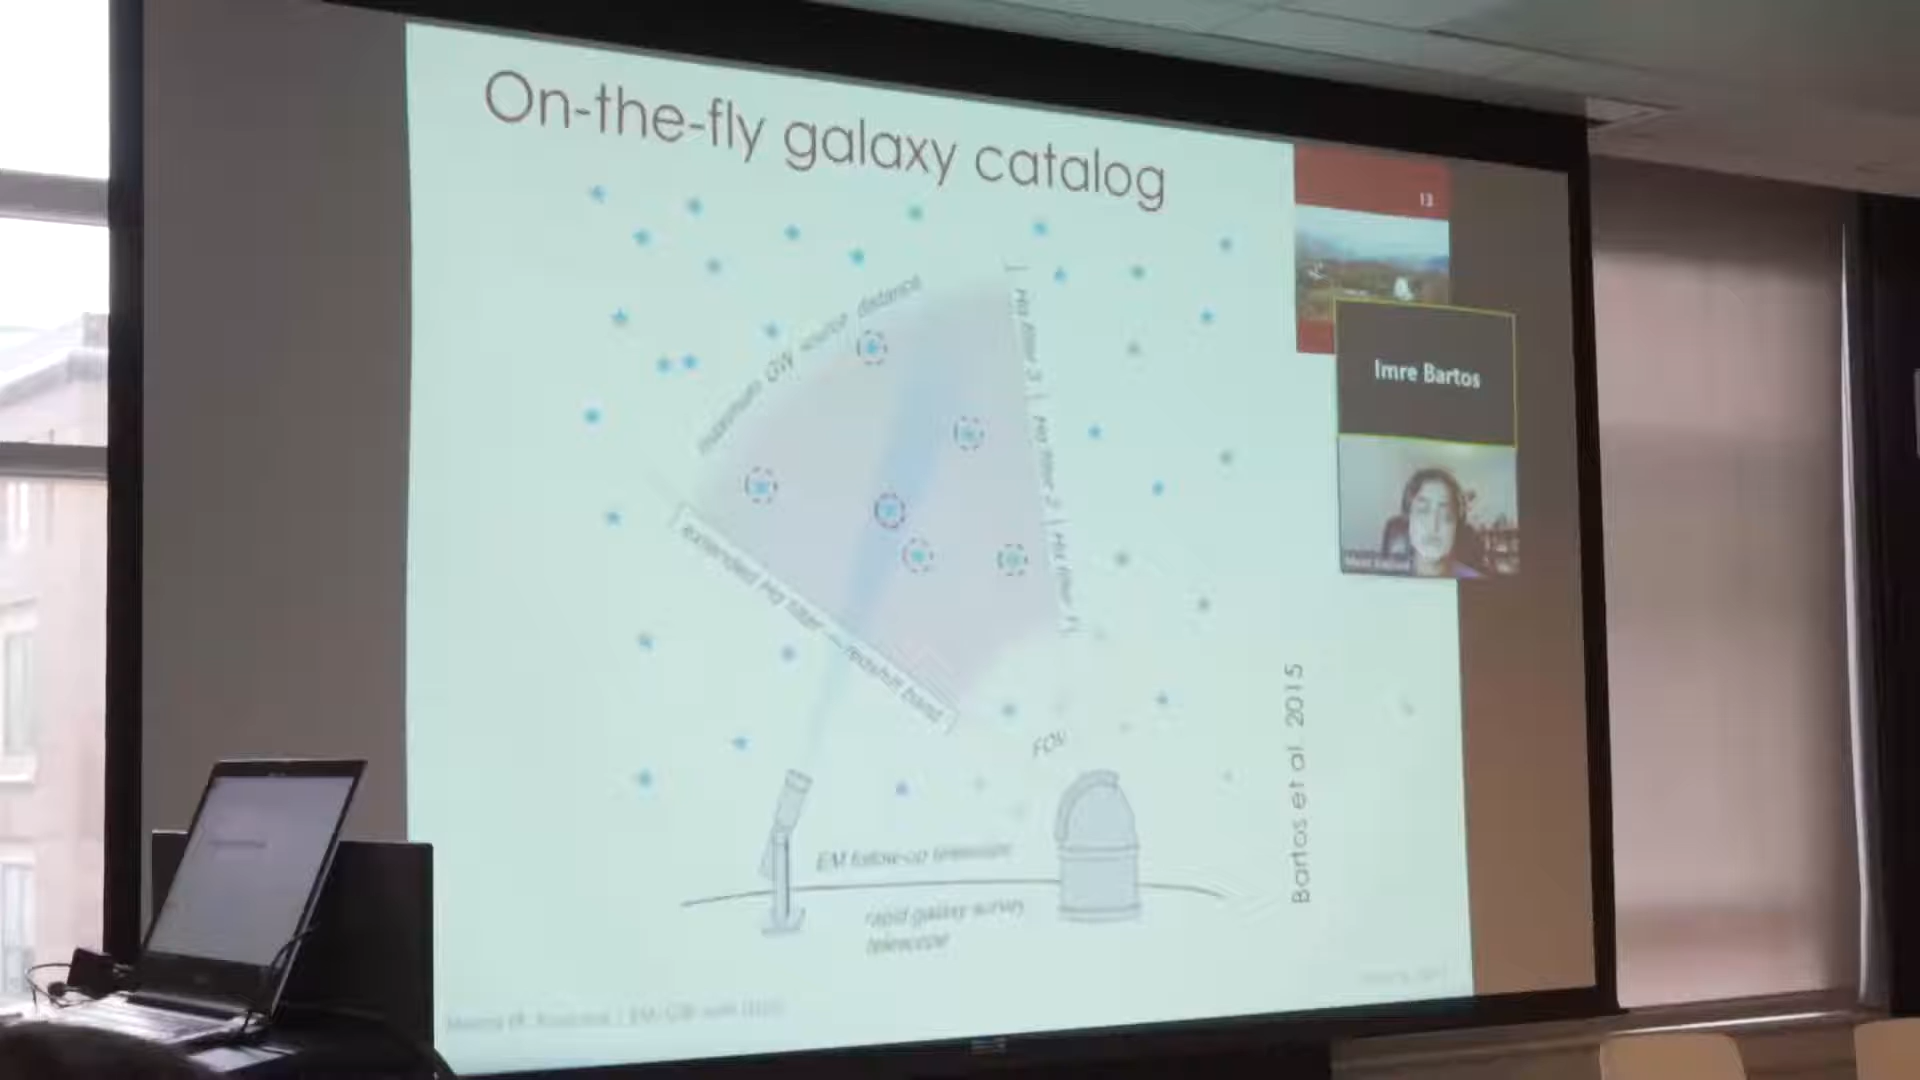 On-the-fly galaxy catalog
13
Imre Bartos
maximum GW source distance
Hα filter 3 | Hα filter 2 | Hα filter 1
extended Hα filter – redshift band
FOV
EM follow-up telescope
rapid galaxy survey
telescope
Bartos et al. 2015